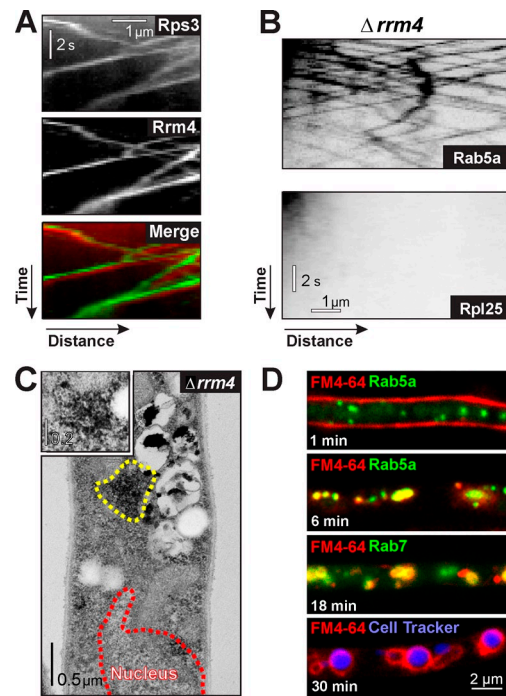 A
Rps3
1μm
2 s
Rrm4
Merge
Time
Distance
B
Δrrm4
Rab5a
2 s
1μm
Rpl25
Time
Distance
C
Δrrm4
0.2
Nucleus
0.5μm
D
FM4-64 Rab5a
1 min
FM4-64 Rab5a
6 min
FM4-64 Rab7
18 min
FM4-64 Cell Tracker
30 min
2 μm